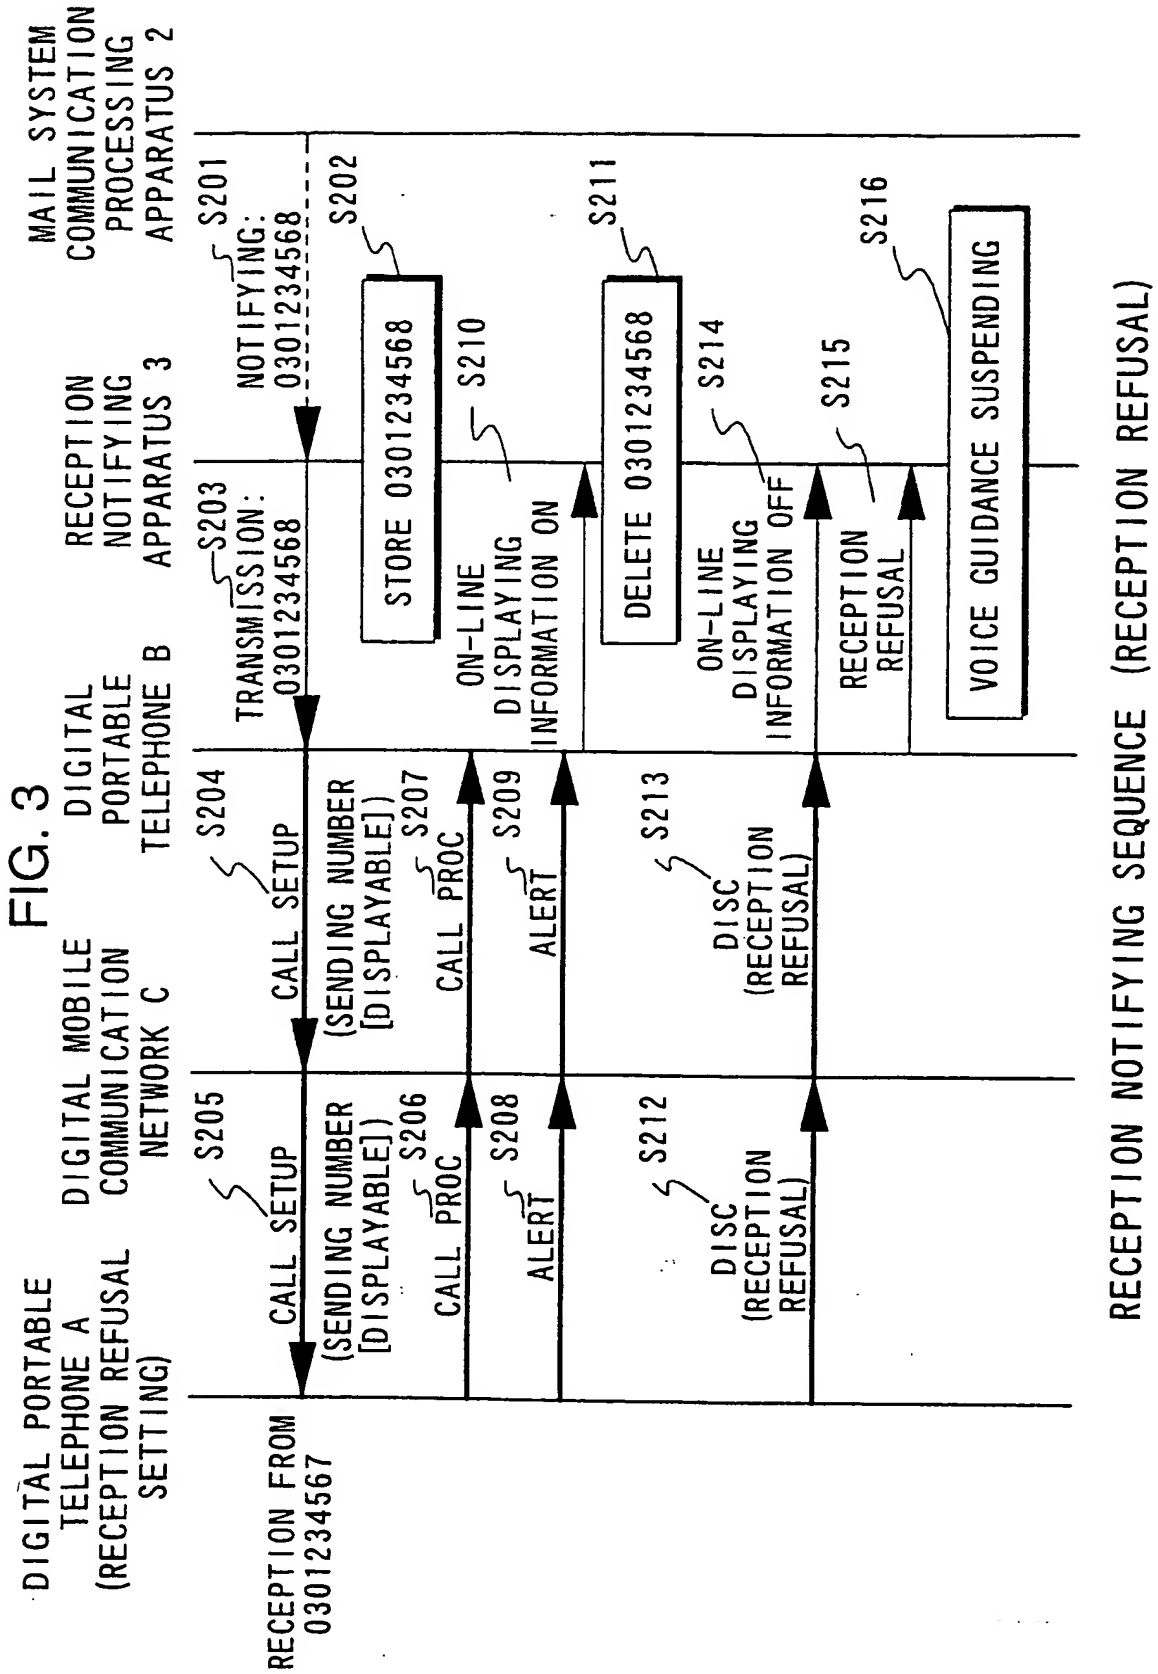 FIG. 3
DIGITAL PORTABLE
TELEPHONE A
(RECEPTION REFUSAL
SETTING)
DIGITAL MOBILE
COMMUNICATION
NETWORK C
DIGITAL
PORTABLE
TELEPHONE B
RECEPTION
NOTIFYING
APPARATUS 3
MAIL SYSTEM
COMMUNICATION
PROCESSING
APPARATUS 2
S201
NOTIFYING:
0301234568
S202
STORE 0301234568
S203
TRANSMISSION:
0301234568
S204
CALL SETUP
(SENDING NUMBER
[DISPLAYABLE])
S205
CALL SETUP
(SENDING NUMBER
[DISPLAYABLE])
RECEPTION FROM
0301234567
S206
CALL PROC
S207
CALL PROC
S208
ALERT
S209
ALERT
S210
ON-LINE
DISPLAYING
INFORMATION ON
S211
DELETE 0301234568
S212
DISC
(RECEPTION
REFUSAL)
S213
DISC
(RECEPTION
REFUSAL)
S214
ON-LINE
DISPLAYING
INFORMATION OFF
S215
RECEPTION
REFUSAL
S216
VOICE GUIDANCE SUSPENDING
RECEPTION NOTIFYING SEQUENCE (RECEPTION REFUSAL)